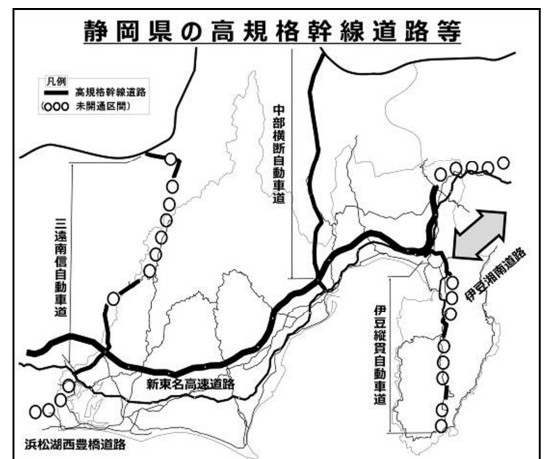 静岡県の高規格幹線道路等
凡例
高規格幹線道路
(○○○ 未開通区間)
中部横断自動車道
三遠南信自動車道
伊豆湘南道路
伊豆縦貫自動車道
新東名高速道路
浜松湖西豊橋道路